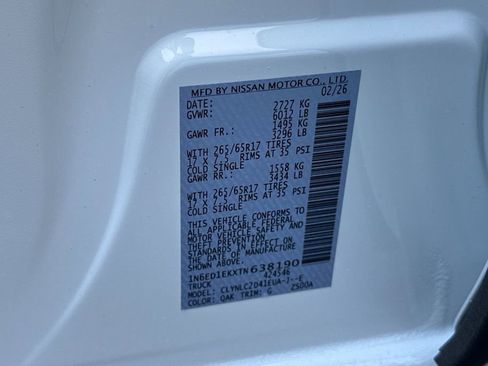 MFD BY NISSAN MOTOR CO., LTD.
DATE: 02/26
GVWR: 2727 KG
6012 LB
GAWR FR.: 1495 KG
3296 LB
WITH 265/65R17 TIRES
17 X 7.5 RIMS AT 35 PSI
COLD SINGLE
GAWR RR.: 1558 KG
3434 LB
WITH 265/65R17 TIRES
17 X 7.5 RIMS AT 35 PSI
COLD SINGLE
THIS VEHICLE CONFORMS TO
ALL APPLICABLE FEDERAL
MOTOR VEHICLE SAFETY AND
THEFT PREVENTION
STANDARDS IN EFFECT ON
THE DATE OF MANUFACTURE
1N6ED1EKXTN638190
TRUCK 424546
MODEL: CLYNLCZD41EUA-J--E
COLOR: QAK TRIM: G 2500A